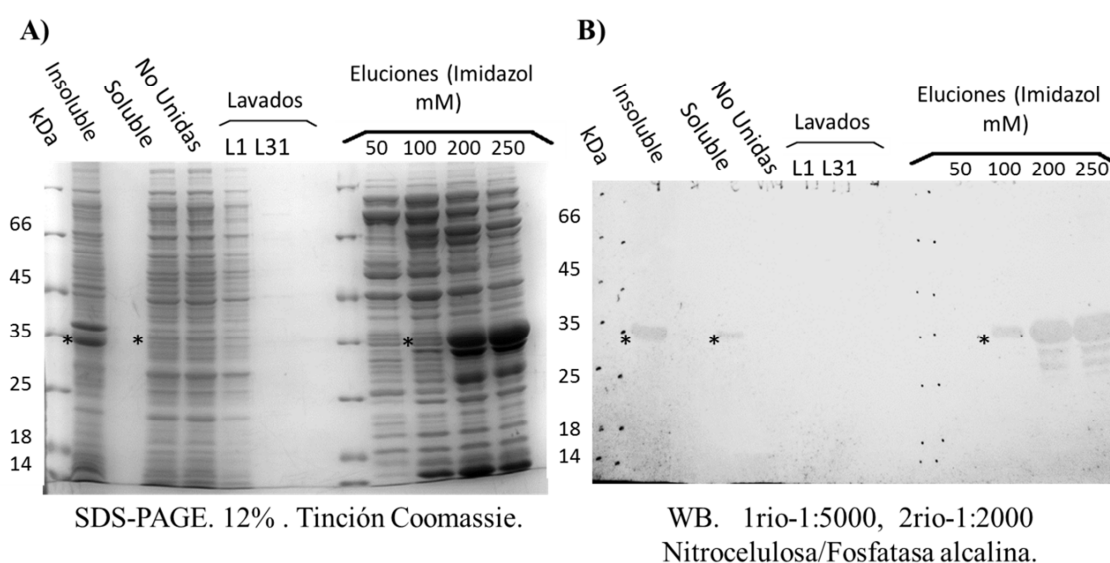 A)
kDa
Insoluble
Soluble
No Unidas
Lavados
L1 L31
Eluciones (Imidazol
mM)
50 100 200 250
66
45
35
25
18
14
*
*
*
SDS-PAGE. 12% . Tinción Coomassie.
B)
kDa
insoluble
Soluble
No Unidas
Lavados
L1 L31
Eluciones (Imidazol
mM)
50 100 200 250
66
45
35
25
18
14
*
*
*
WB. 1rio-1:5000, 2rio-1:2000
Nitrocelulosa/Fosfatasa alcalina.